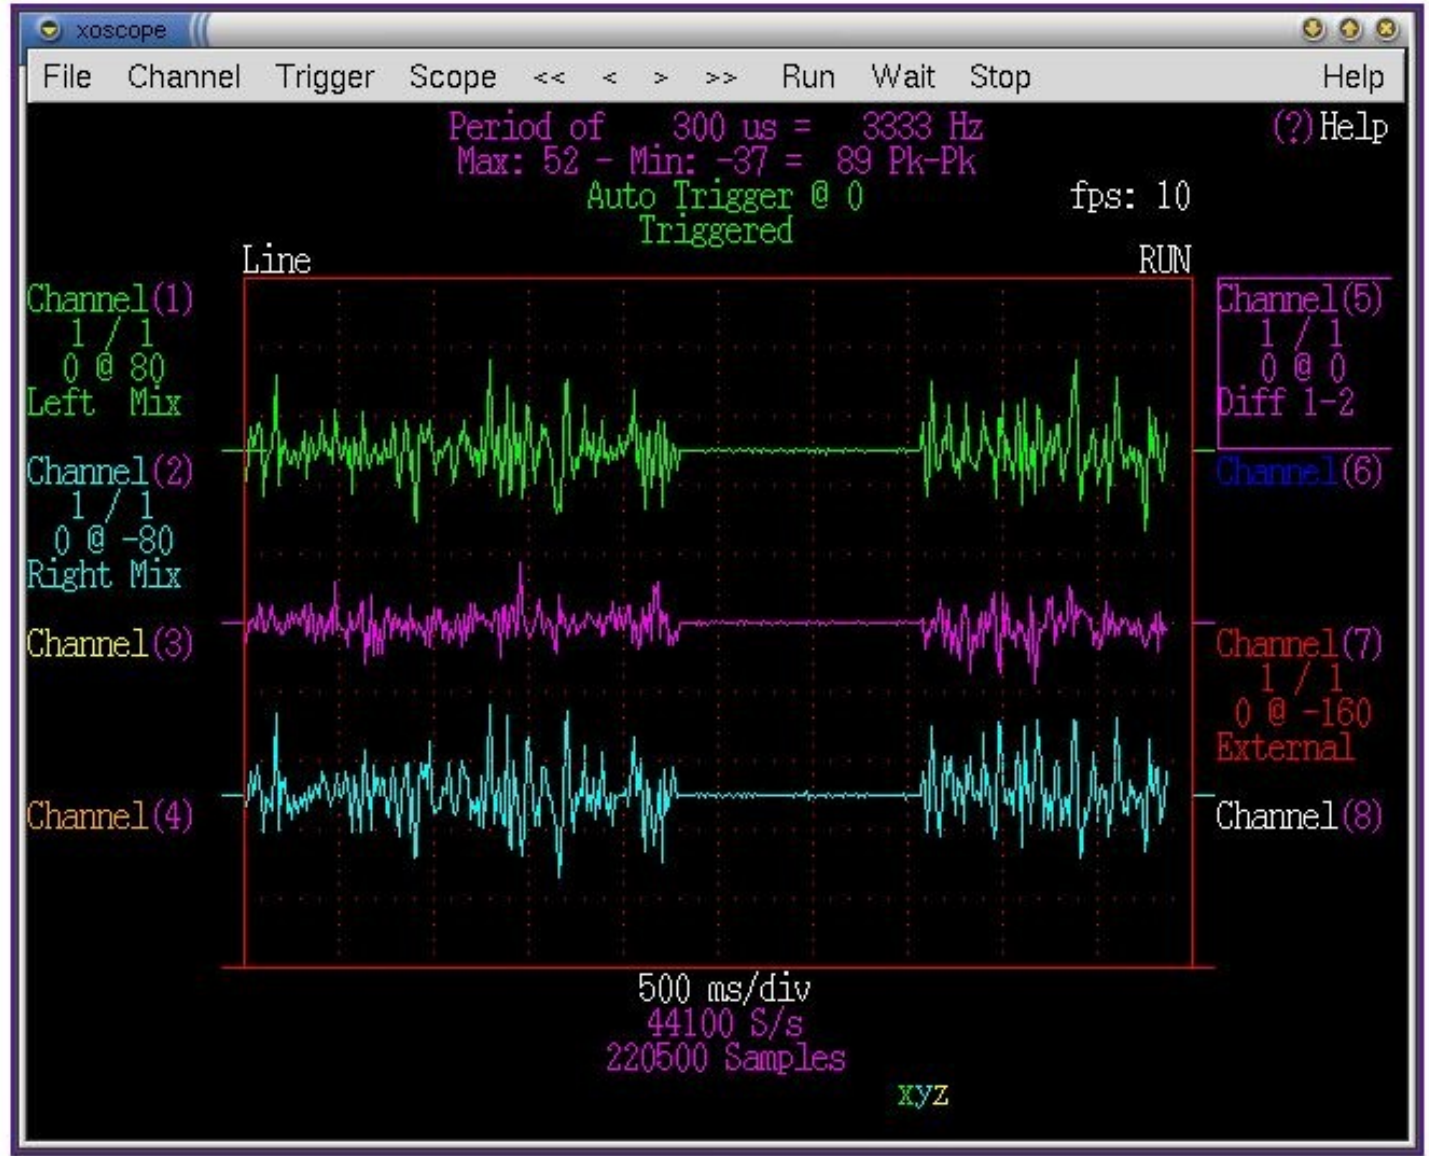 xoscope
File Channel Trigger Scope << < > >> Run Wait Stop Help
Period of 300 us = 3333 Hz
(?)Help
Max: 52 - Min: -37 = 89 Pk-Pk
Auto Trigger @ 0
fps: 10
Triggered
Line
RUN
Channel(1)
1 / 1
0 @ 80
Left Mix
Channel(2)
1 / 1
0 @ -80
Right Mix
Channel(3)
Channel(4)
Channel(5)
1 / 1
0 @ 0
Diff 1-2
Channel(6)
Channel(7)
1 / 1
0 @ -160
External
Channel(8)
500 ms/div
44100 S/s
220500 Samples
xyz